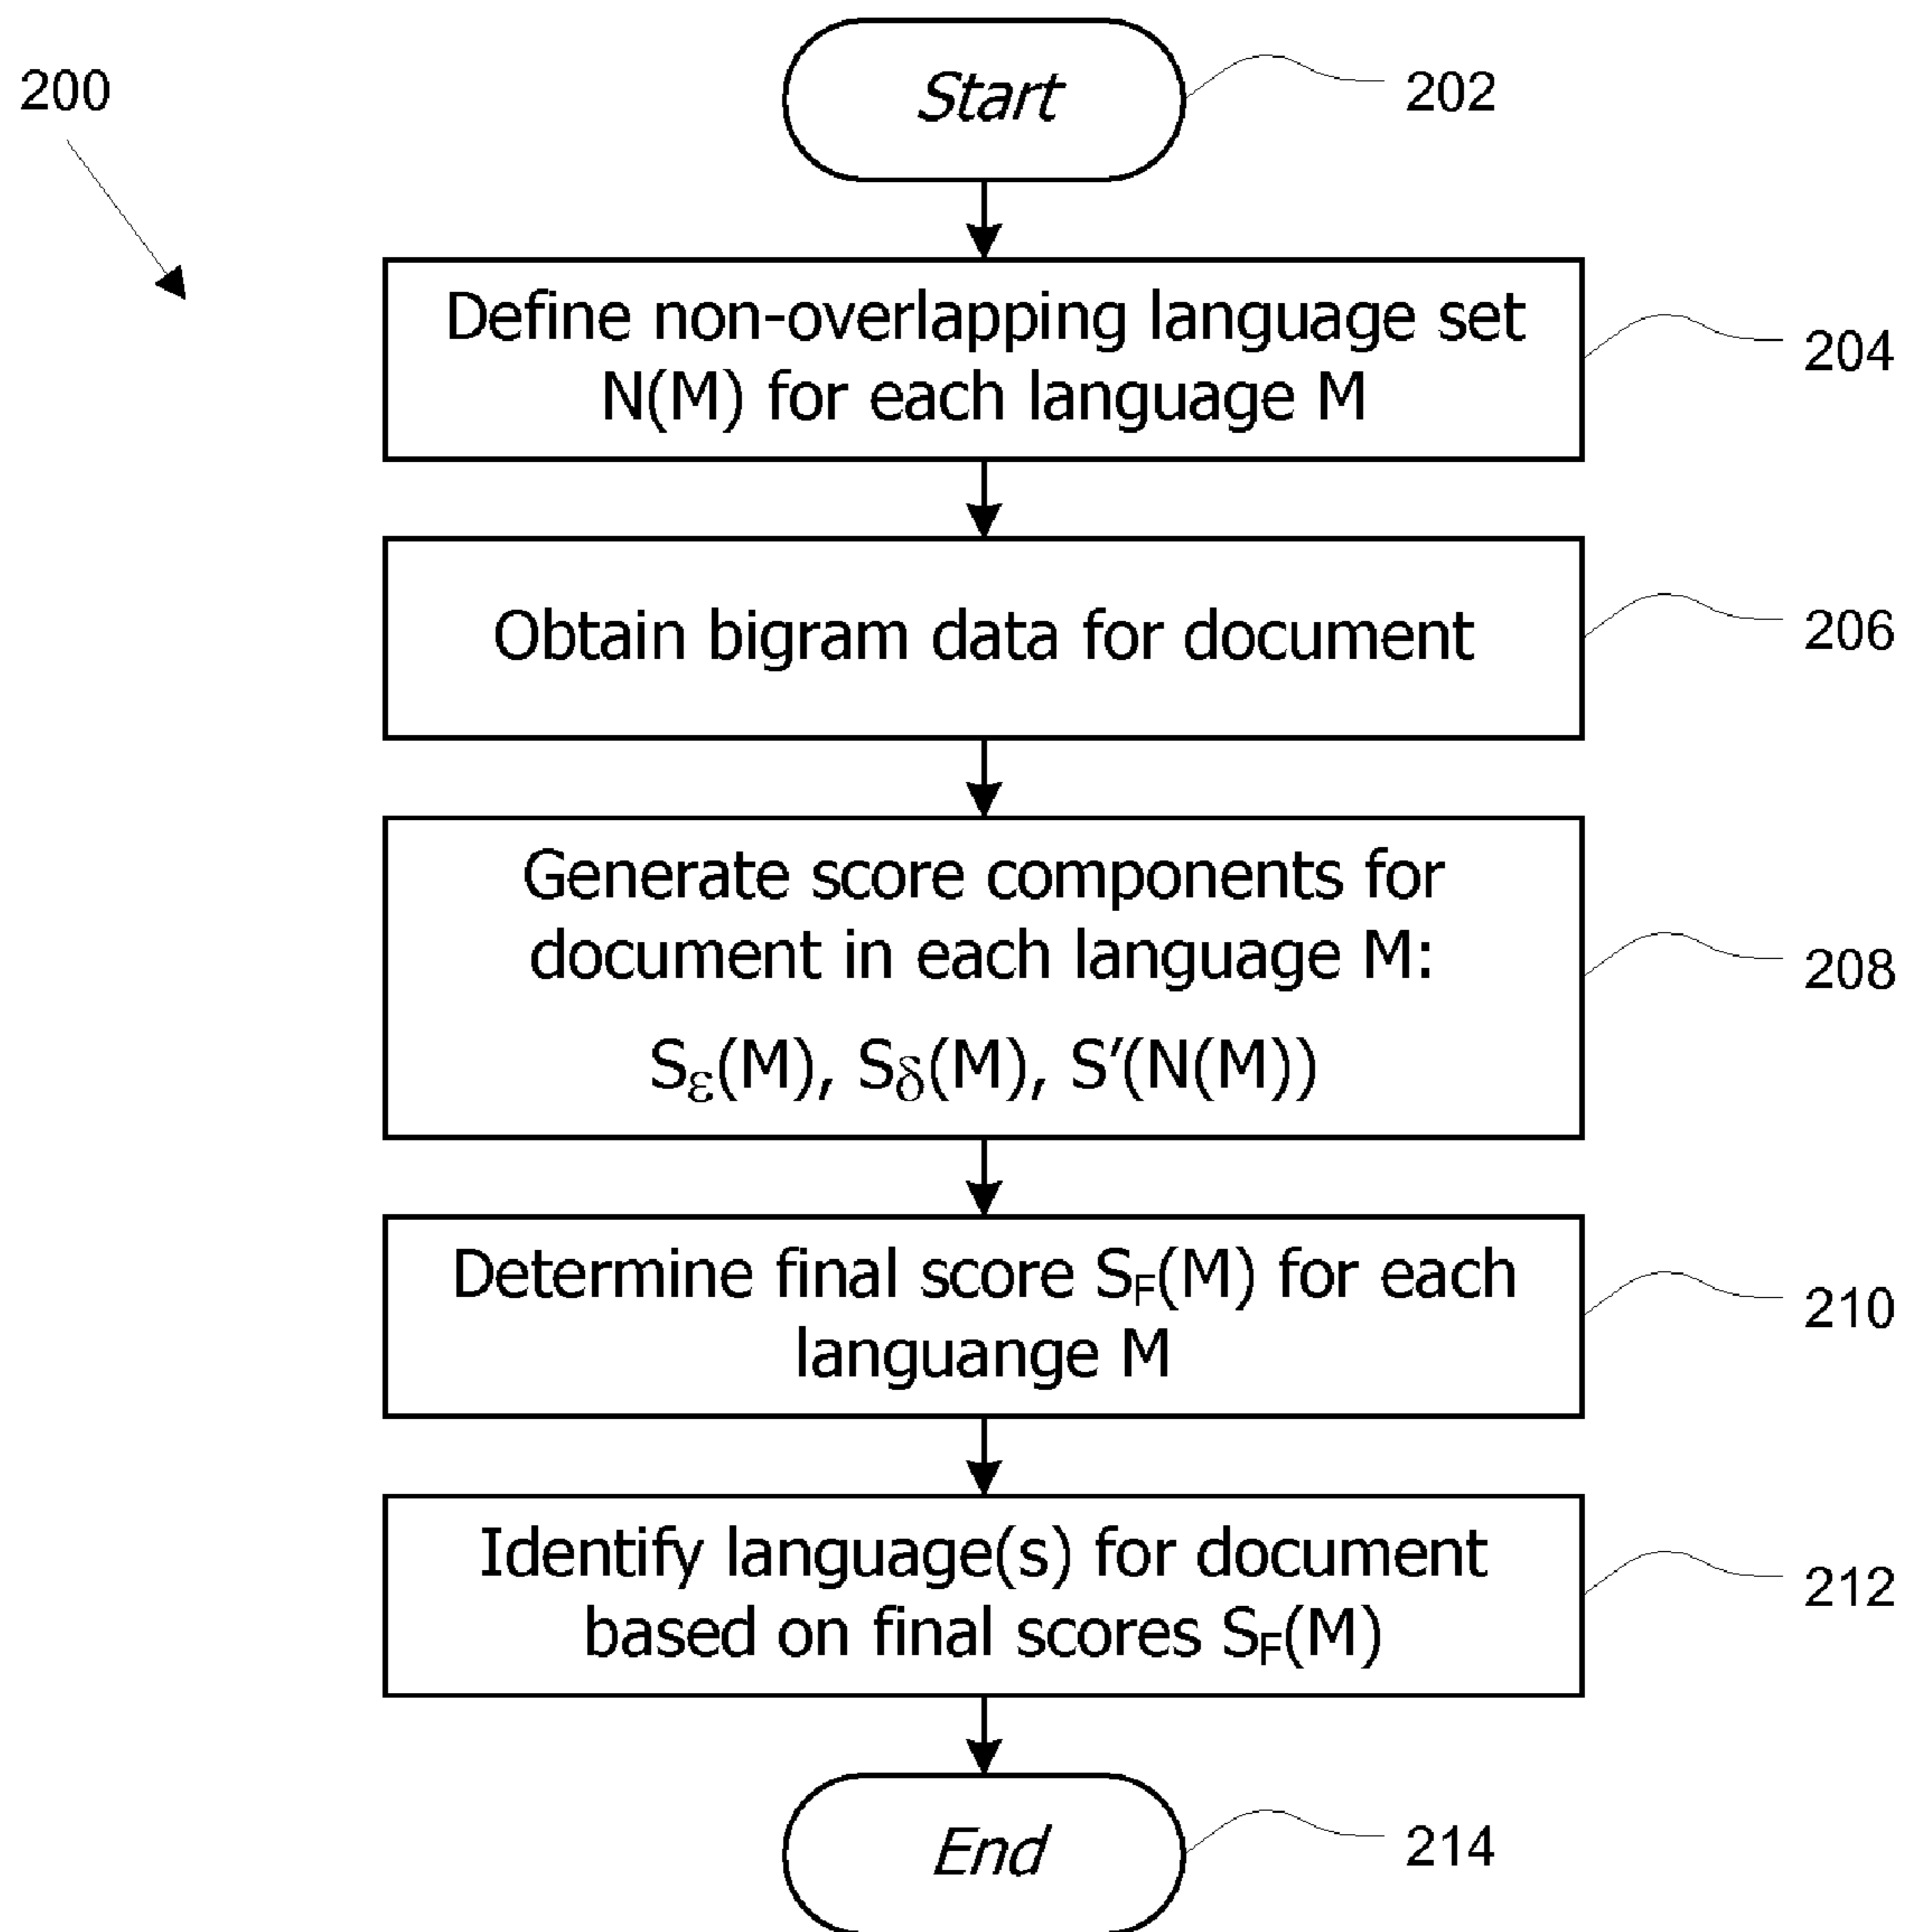 200
Start
202
Define non-overlapping language set
N(M) for each language M
204
Obtain bigram data for document
206
Generate score components for
document in each language M:
Sε(M), Sδ(M), S′(N(M))
208
Determine final score SF(M) for each
languange M
210
Identify language(s) for document
based on final scores SF(M)
212
End
214